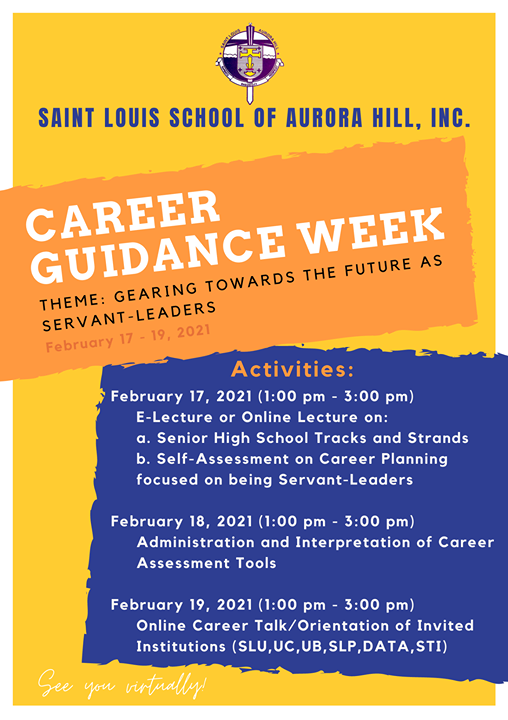 SAINT LOUIS SCHOOL OF AURORA HILL, INC.
CAREER
GUIDANCE WEEK
THEME: GEARING TOWARDS THE FUTURE AS
SERVANT-LEADERS
February 17 - 19, 2021
Activities:
February 17, 2021 (1:00 pm - 3:00 pm)
E-Lecture or Online Lecture on:
a. Senior High School Tracks and Strands
b. Self-Assessment on Career Planning
focused on being Servant-Leaders
February 18, 2021 (1:00 pm - 3:00 pm)
Administration and Interpretation of Career
Assessment Tools
February 19, 2021 (1:00 pm - 3:00 pm)
Online Career Talk/Orientation of Invited
Institutions (SLU,UC,UB,SLP,DATA,STI)
See you virtually!